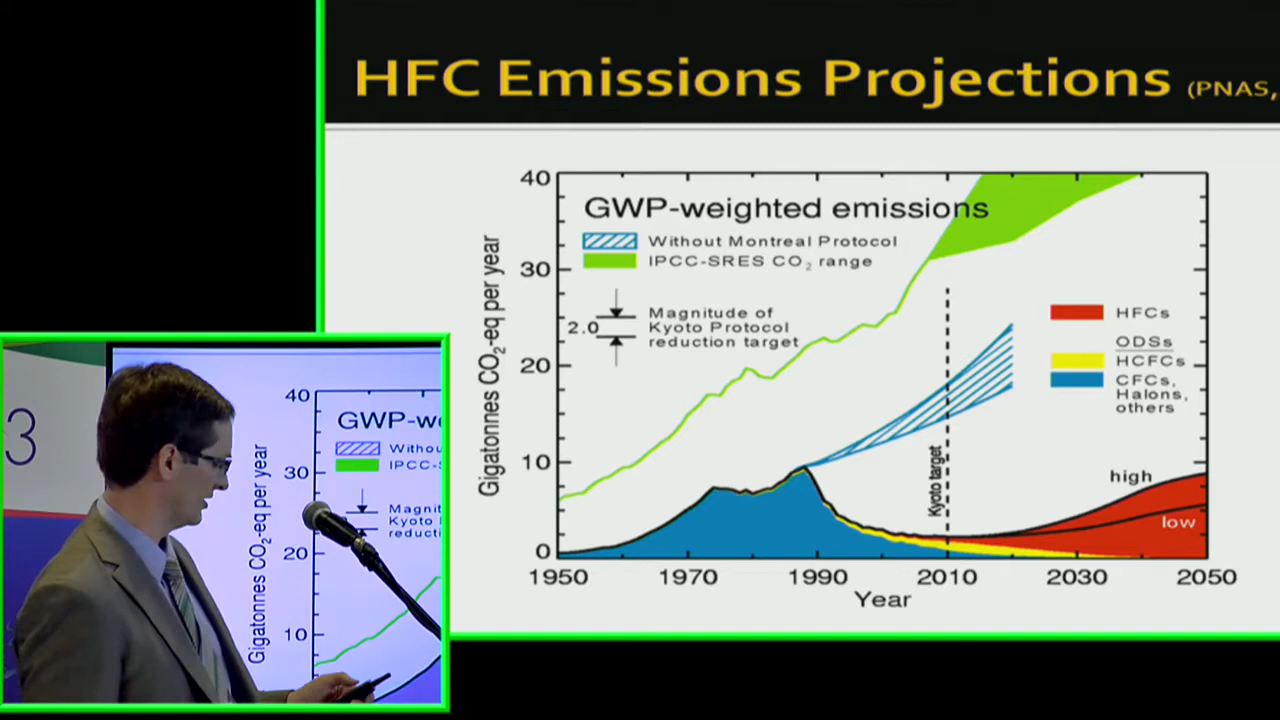 HFC Emissions Projections (PNAS,
GWP-weighted emissions
Without Montreal Protocol
IPCC-SRES CO₂ range
2.0
Magnitude of
Kyoto Protocol
reduction target
HFCs
ODSs
HCFCs
CFCs,
Halons,
others
high
low
Kyoto target
Gigatonnes CO₂-eq per year
40
30
20
10
0
1950 1970 1990 2010 2030 2050
Year
3
GWP-we
Withou
IPCC-S
Magnit
Kyoto
reducti
Gigatonnes CO₂-eq per year
40
30
20
10